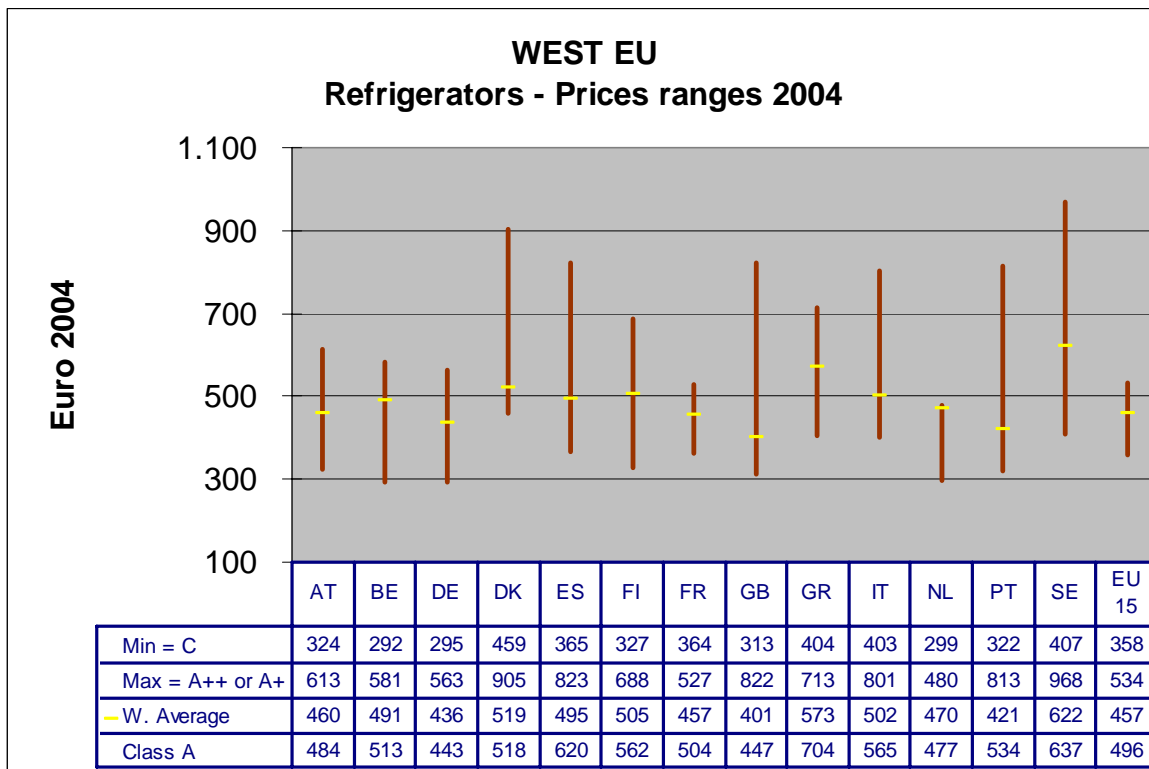 WEST EU
Refrigerators - Prices ranges 2004
Euro 2004
1.100
900
700
500
300
100
AT BE DE DK ES FI FR GB GR IT NL PT SE EU 15
Min = C 324 292 295 459 365 327 364 313 404 403 299 322 407 358
Max = A++ or A+ 613 581 563 905 823 688 527 822 713 801 480 813 968 534
W. Average 460 491 436 519 495 505 457 401 573 502 470 421 622 457
Class A 484 513 443 518 620 562 504 447 704 565 477 534 637 496